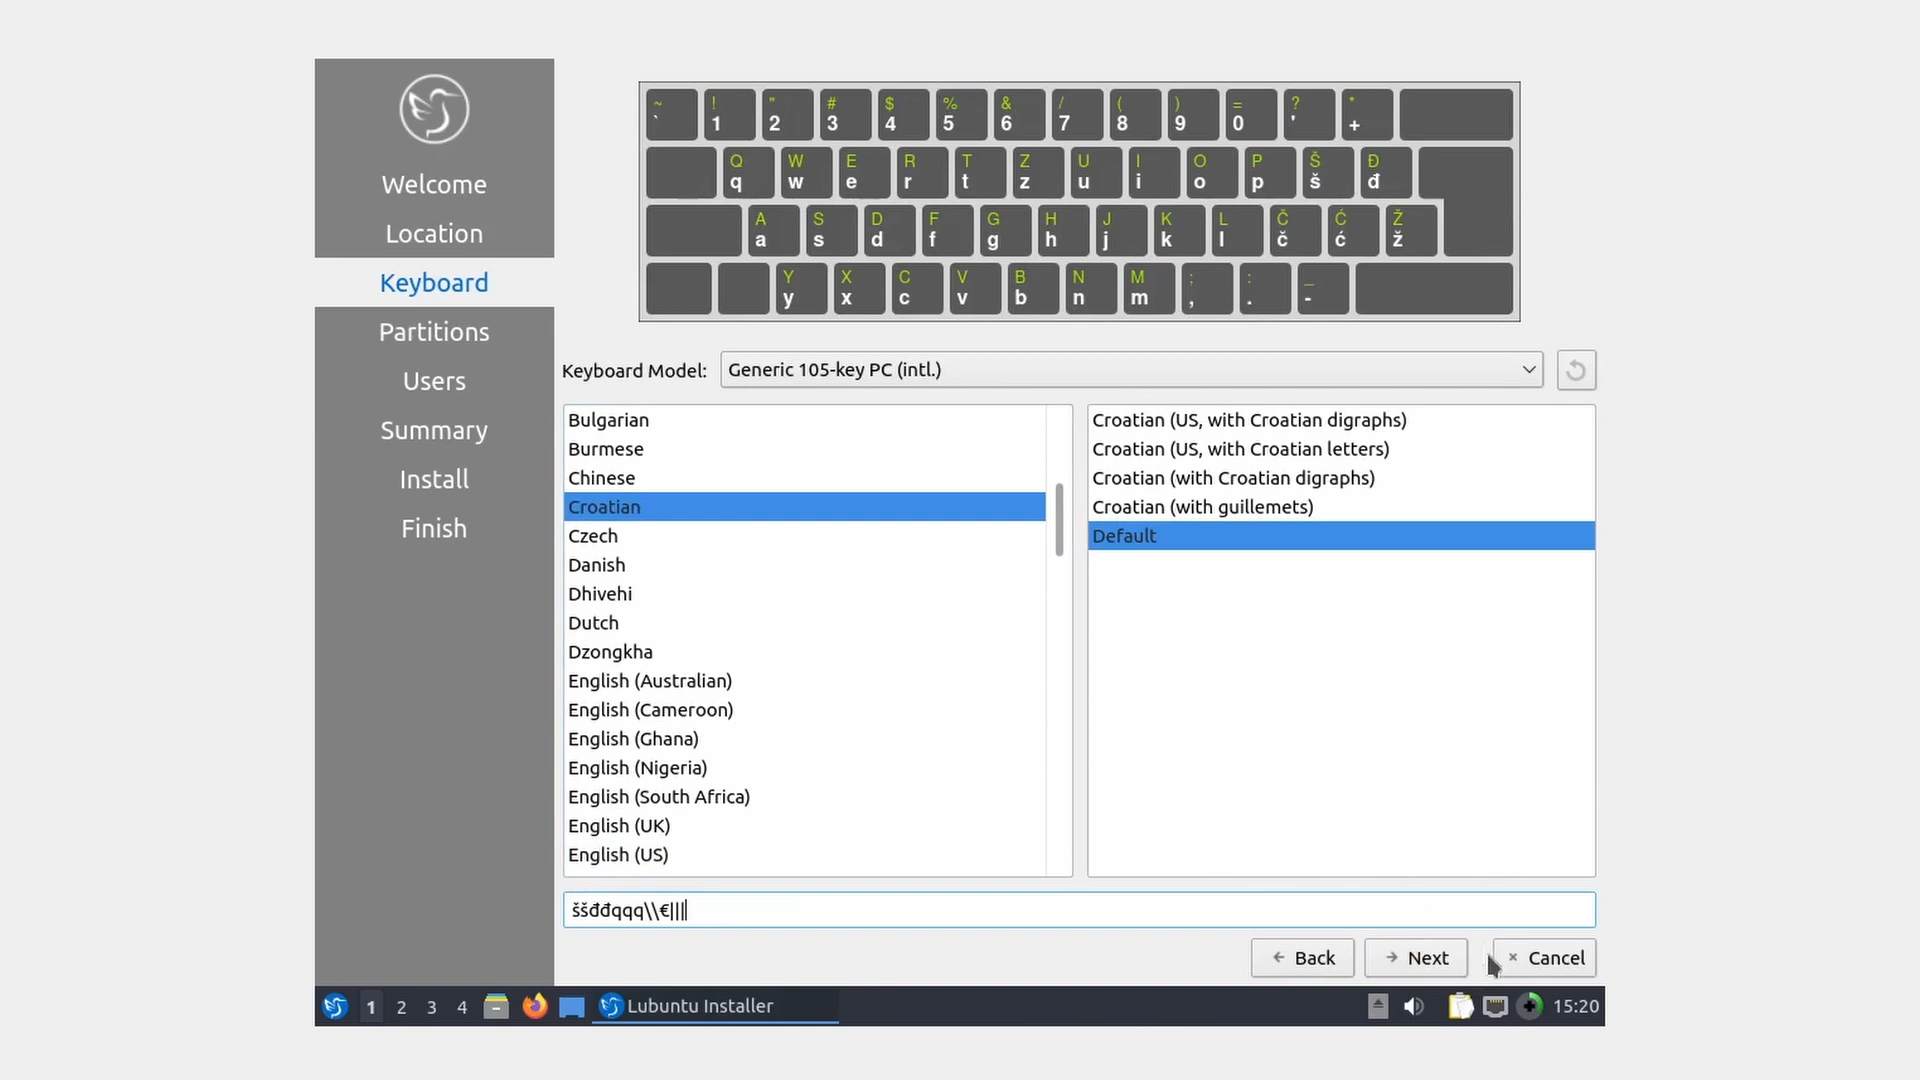 ~ ! " # $ % & / ( ) = ? *
` 1 2 3 4 5 6 7 8 9 0 ' +
Q W E R T Z U I O P Š Đ
q w e r t z u i o p š đ
A S D F G H J K L Č Ć Ž
a s d f g h j k l č ć ž
Y X C V B N M ; : _
y x c v b n m , . -
Welcome
Location
Keyboard
Partitions
Users
Summary
Install
Finish
Keyboard Model: Generic 105-key PC (intl.)
Bulgarian
Burmese
Chinese
Croatian
Czech
Danish
Dhivehi
Dutch
Dzongkha
English (Australian)
English (Cameroon)
English (Ghana)
English (Nigeria)
English (South Africa)
English (UK)
English (US)
Croatian (US, with Croatian digraphs)
Croatian (US, with Croatian letters)
Croatian (with Croatian digraphs)
Croatian (with guillemets)
Default
ššđđqqq\\€|||
Back Next Cancel
1 2 3 4 Lubuntu Installer 15:20